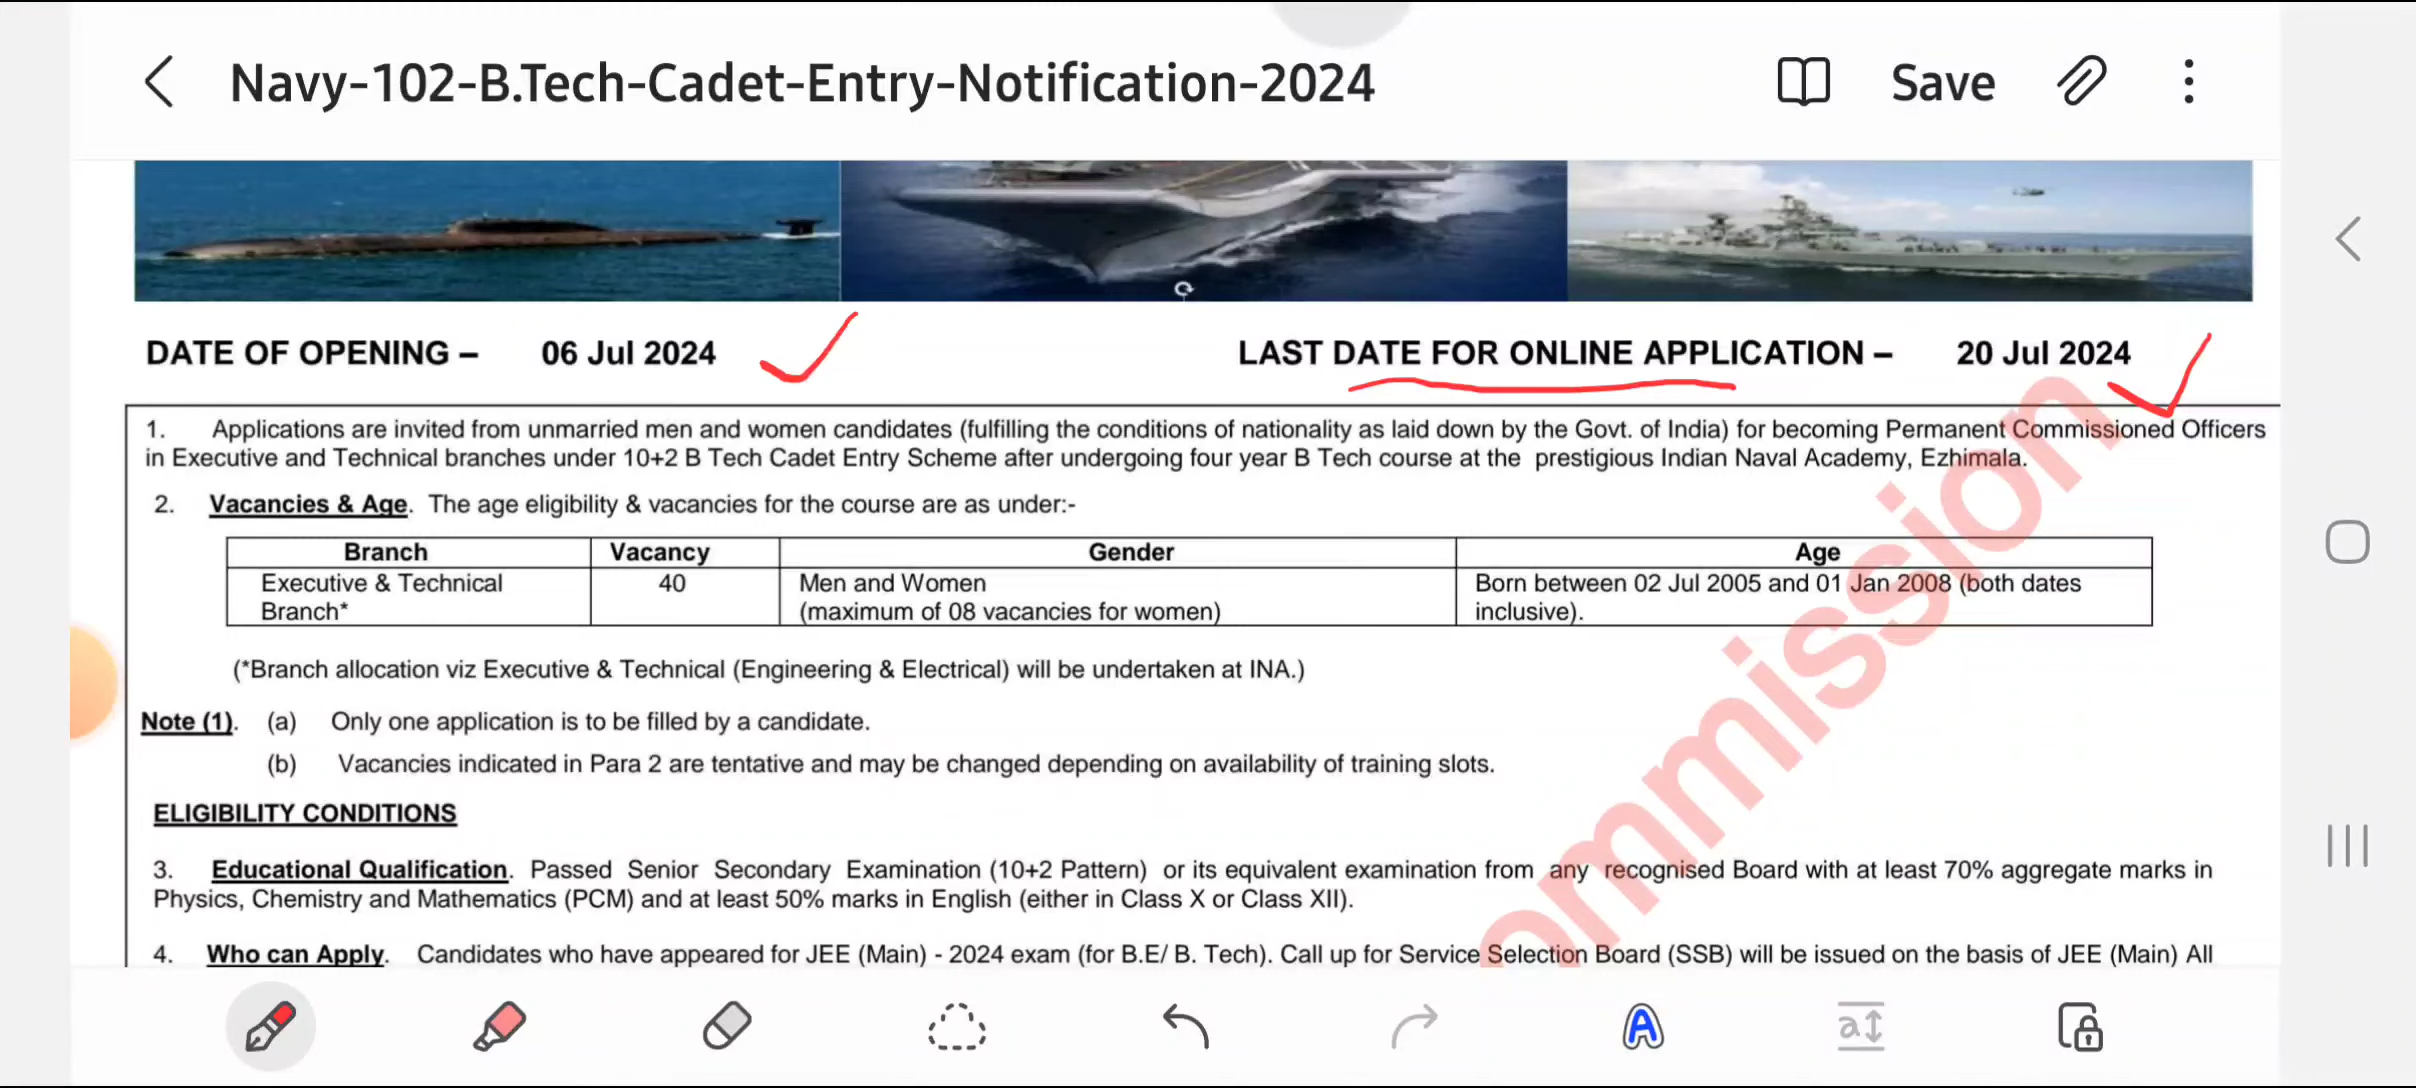 Navy-102-B.Tech-Cadet-Entry-Notification-2024
Save
DATE OF OPENING – 06 Jul 2024 LAST DATE FOR ONLINE APPLICATION – 20 Jul 2024
1. Applications are invited from unmarried men and women candidates (fulfilling the conditions of nationality as laid down by the Govt. of India) for becoming Permanent Commissioned Officers
in Executive and Technical branches under 10+2 B Tech Cadet Entry Scheme after undergoing four year B Tech course at the prestigious Indian Naval Academy, Ezhimala.
2. Vacancies & Age. The age eligibility & vacancies for the course are as under:-
Branch Vacancy Gender Age
Executive & Technical 40 Men and Women Born between 02 Jul 2005 and 01 Jan 2008 (both dates
Branch* (maximum of 08 vacancies for women) inclusive).
(*Branch allocation viz Executive & Technical (Engineering & Electrical) will be undertaken at INA.)
Note (1). (a) Only one application is to be filled by a candidate.
(b) Vacancies indicated in Para 2 are tentative and may be changed depending on availability of training slots.
ELIGIBILITY CONDITIONS
3. Educational Qualification. Passed Senior Secondary Examination (10+2 Pattern) or its equivalent examination from any recognised Board with at least 70% aggregate marks in
Physics, Chemistry and Mathematics (PCM) and at least 50% marks in English (either in Class X or Class XII).
4. Who can Apply. Candidates who have appeared for JEE (Main) - 2024 exam (for B.E/ B. Tech). Call up for Service Selection Board (SSB) will be issued on the basis of JEE (Main) All
ommission
A
a